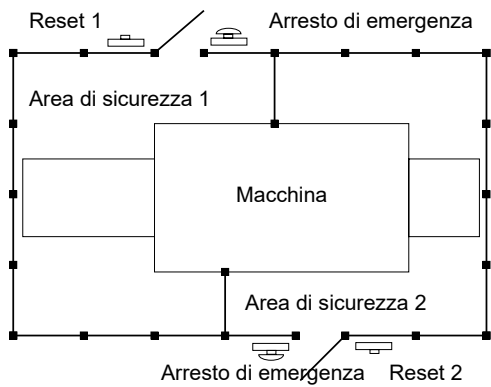 Reset 1
Arresto di emergenza
Area di sicurezza 1
Macchina
Area di sicurezza 2
Arresto di emergenza
Reset 2